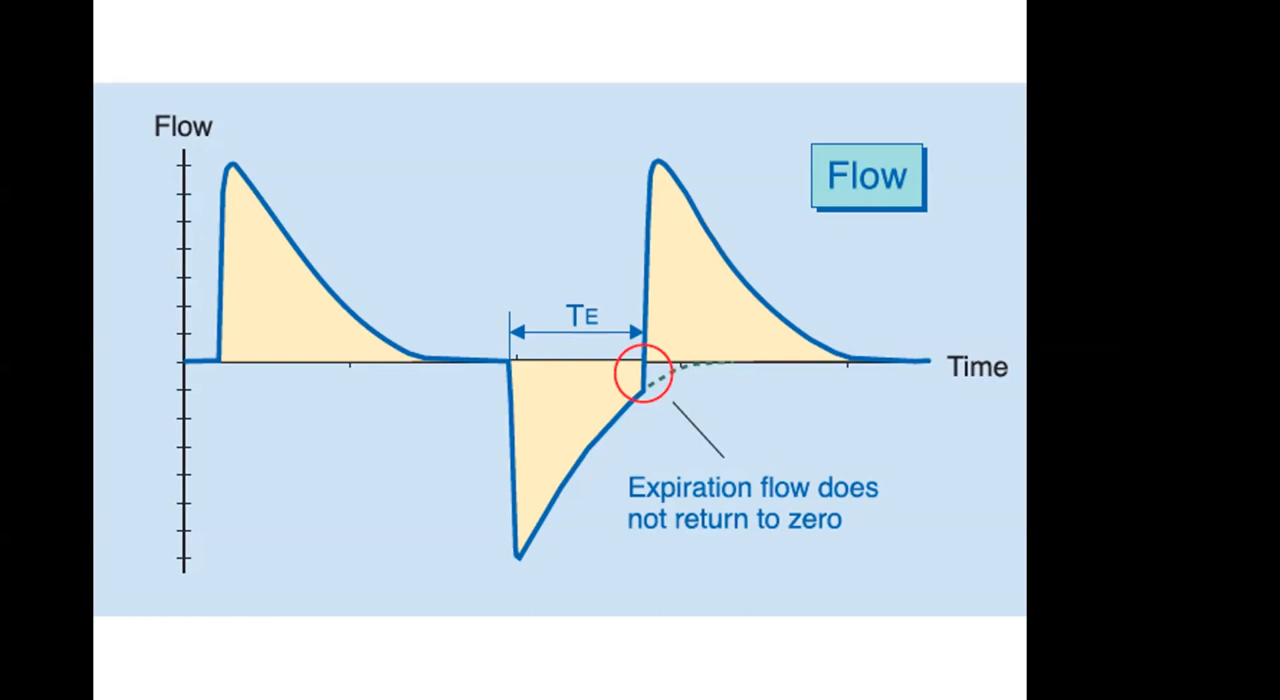 Flow
Flow
TE
Time
Expiration flow does
not return to zero